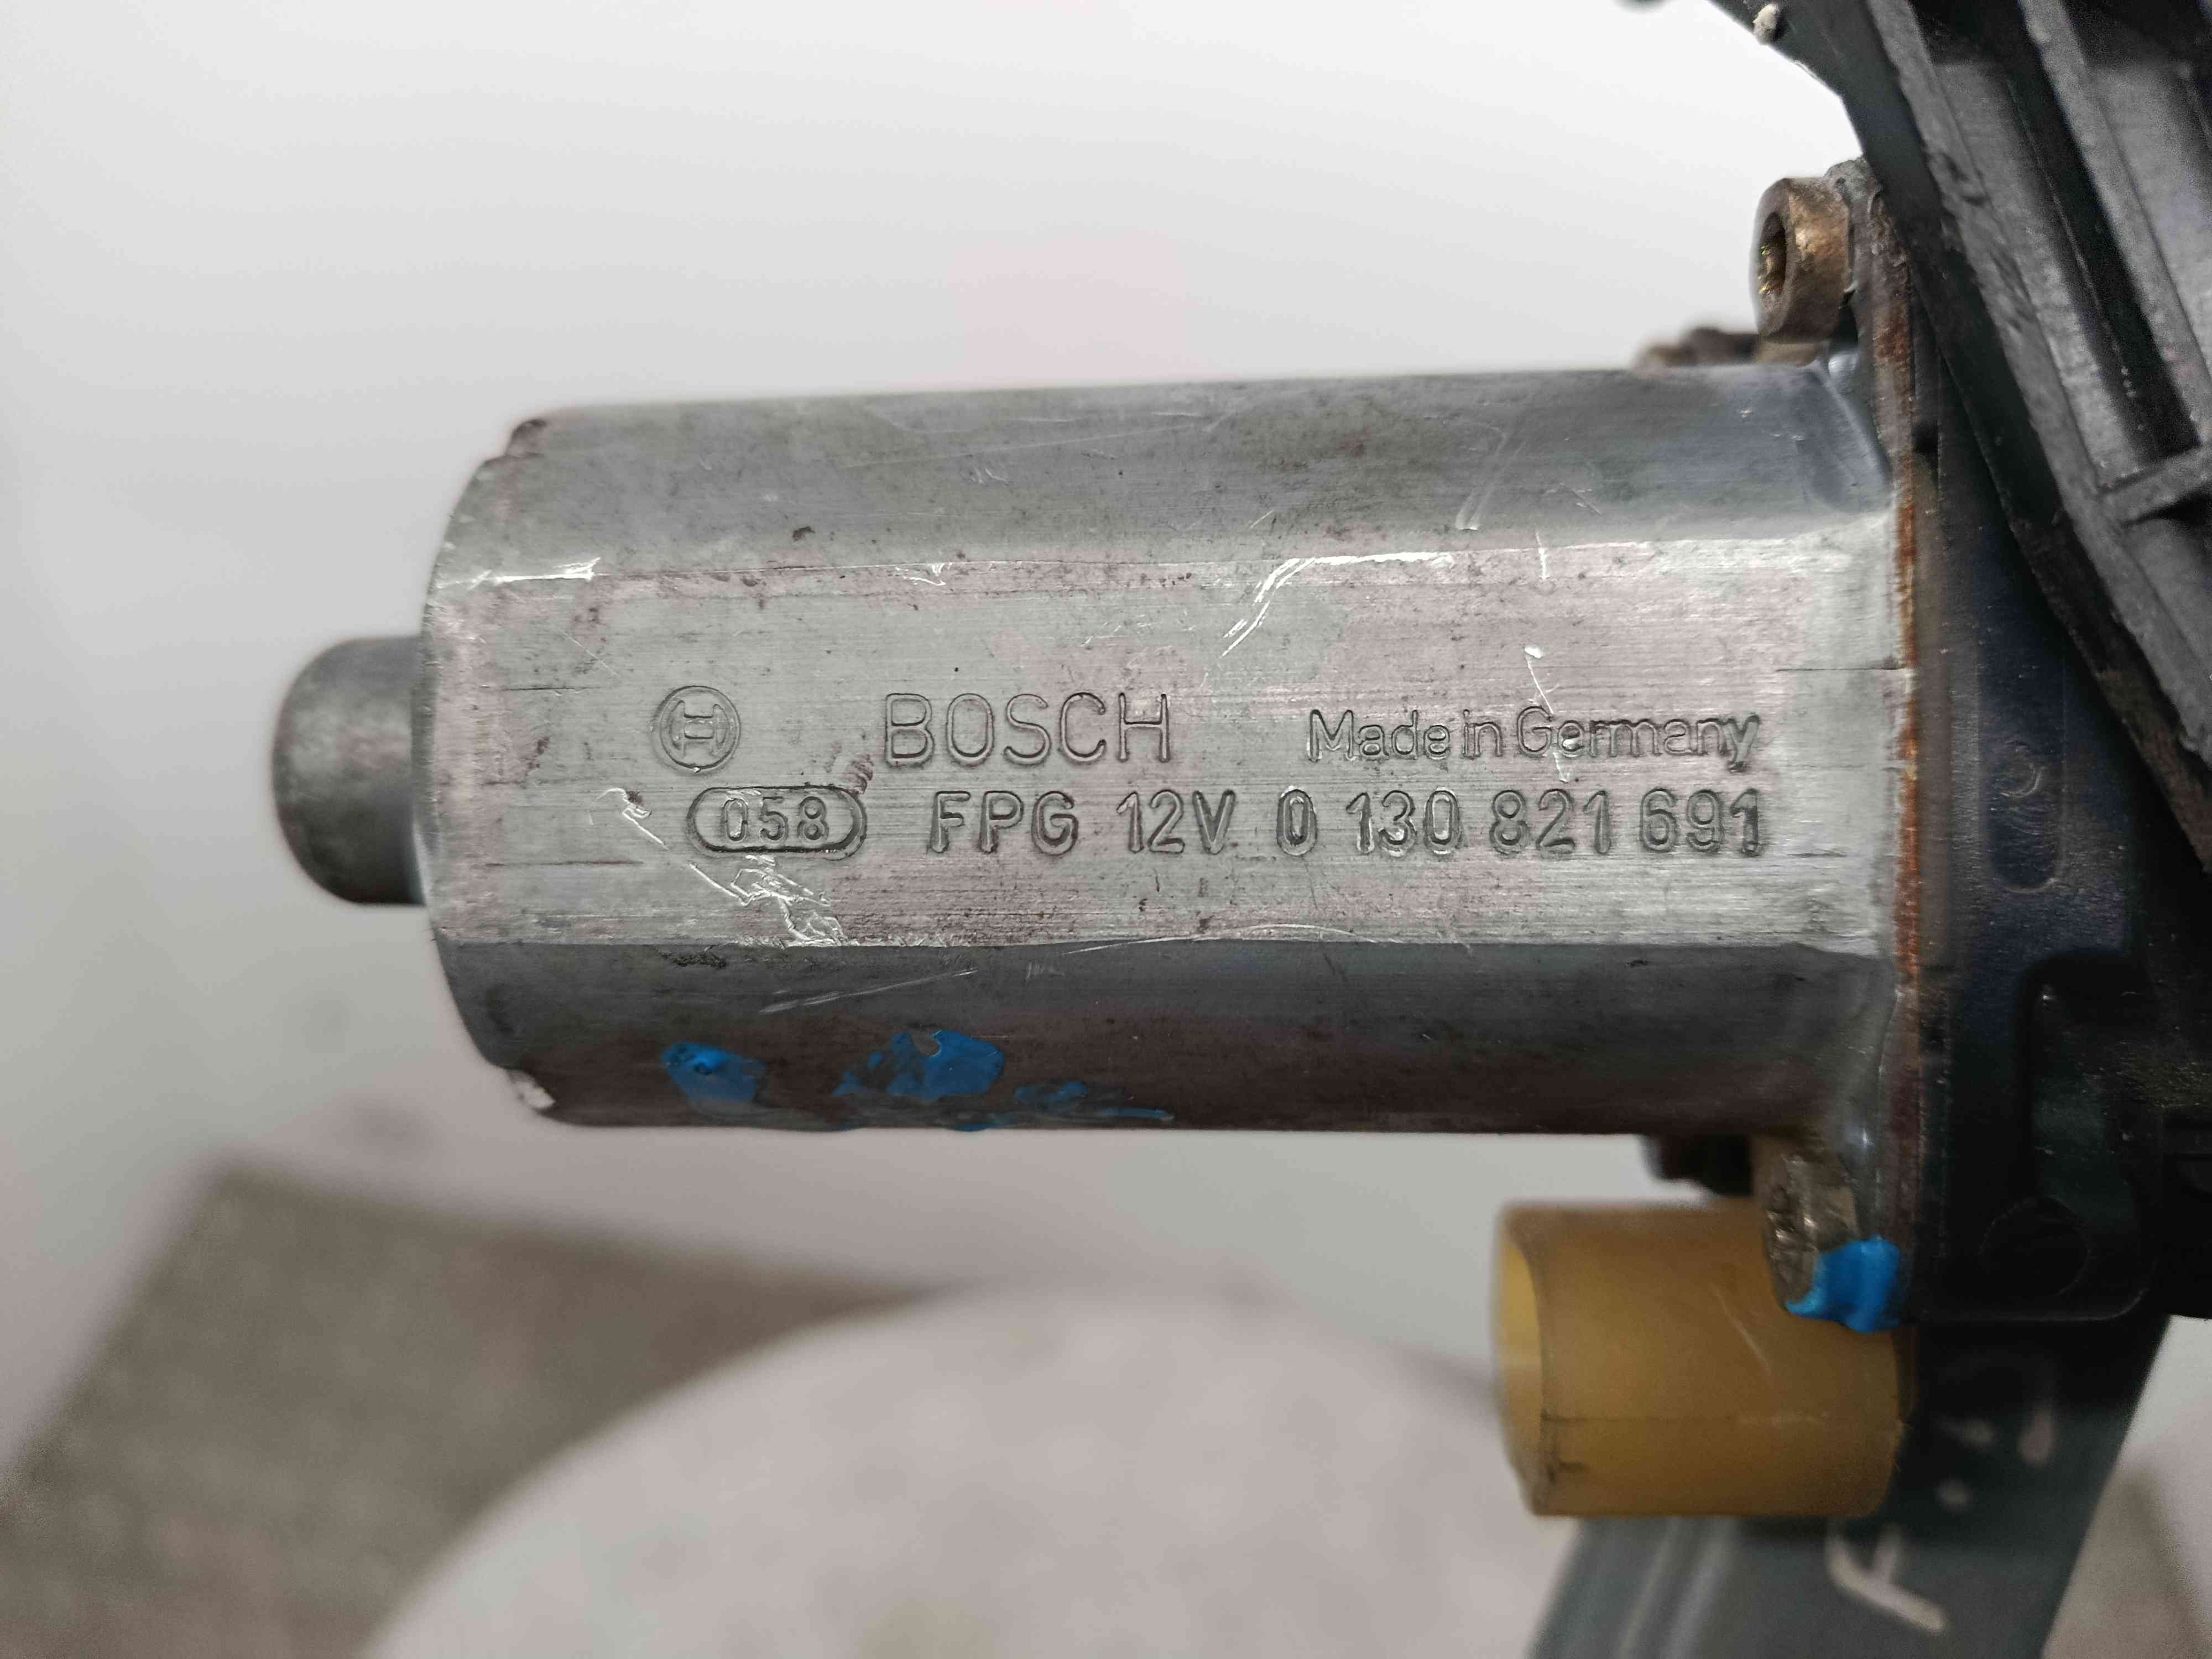 BOSCH Made in Germany
058 FPG 12V 0 130 821 691